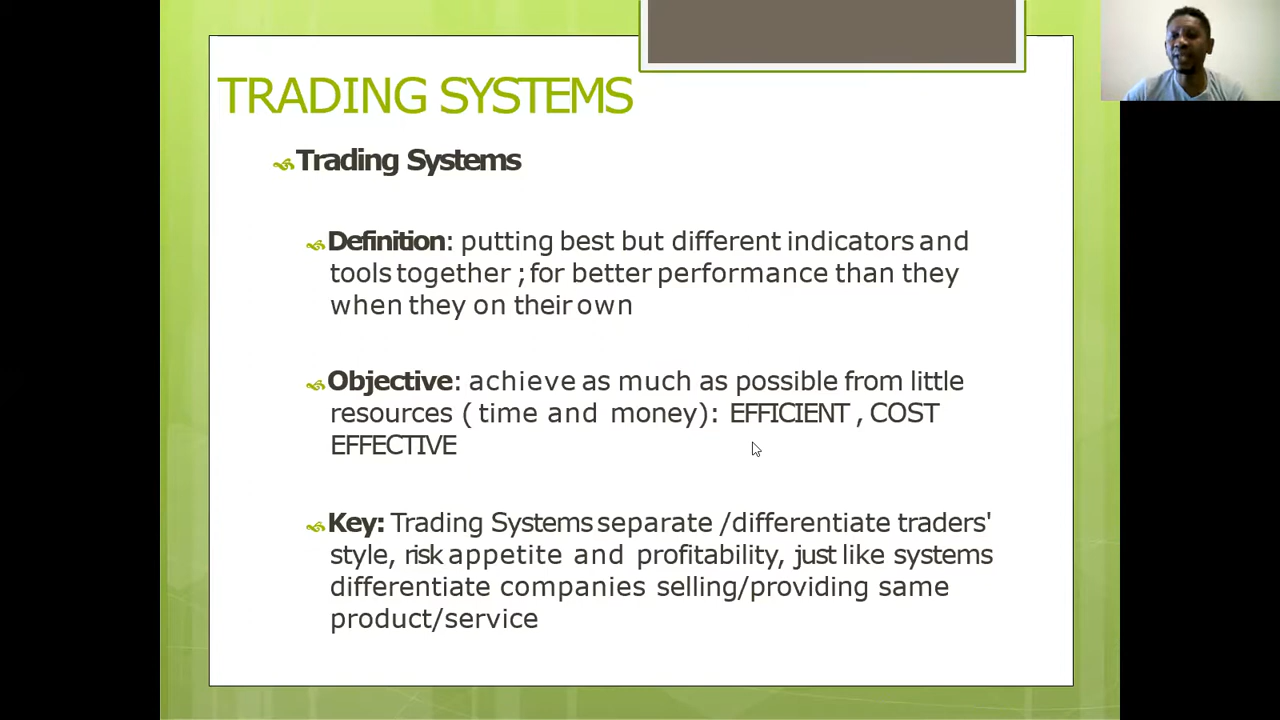 TRADING SYSTEMS
Trading Systems
Definition: putting best but different indicators and
tools together ; for better performance than they
when they on their own
Objective: achieve as much as possible from little
resources ( time and money): EFFICIENT , COST
EFFECTIVE
Key: Trading Systems separate /differentiate traders'
style, risk appetite and profitability, just like systems
differentiate companies selling/providing same
product/service